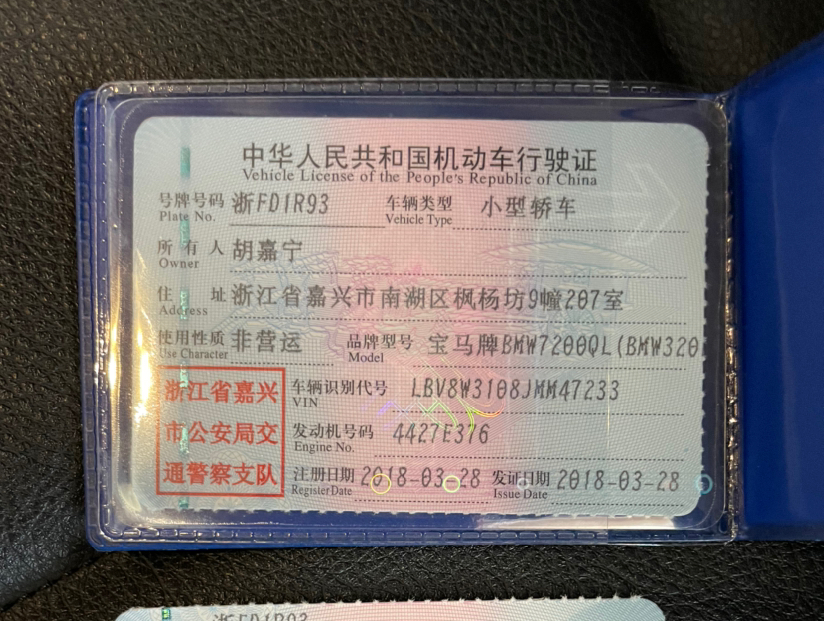 中华人民共和国机动车行驶证
Vehicle License of the People's Republic of China
号牌号码 浙FD1R93 车辆类型 小型轿车
Plate No. Vehicle Type
所有人 胡嘉宁
Owner
住址 浙江省嘉兴市南湖区枫杨坊9幢207室
Address
使用性质 非营运 品牌型号 宝马牌BMW7200QL(BMW320
Use Character Model
浙江省嘉兴
市公安局交
通警察支队
车辆识别代号 LBV8W3108JMM47233
VIN
发动机号码 4427E376
Engine No.
注册日期 2018-03-28 发证日期 2018-03-28
Register Date Issue Date
浙FD1R93